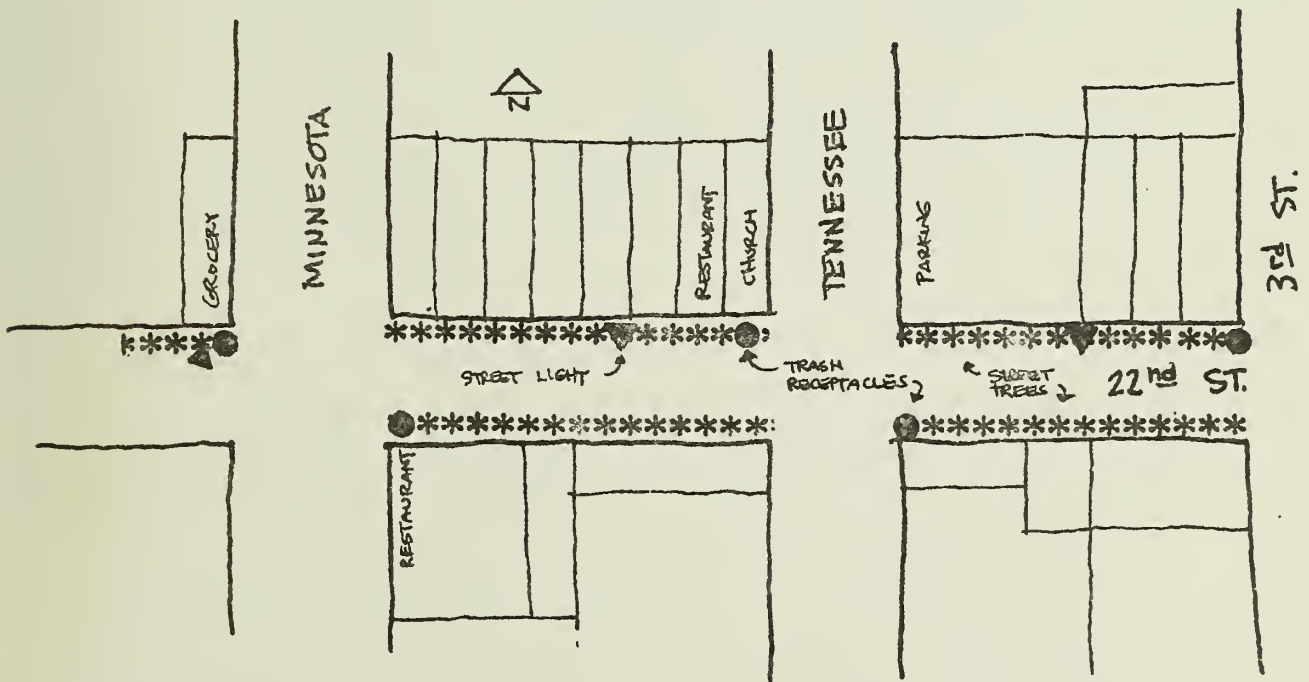 N
MINNESOTA
TENNESSEE
3rd ST.
GROCERY
RESTAURANT
CHURCH
PARKING
STREET LIGHT
TRASH
RECEPTACLES
STREET
TREES
22nd ST.
RESTAURANT